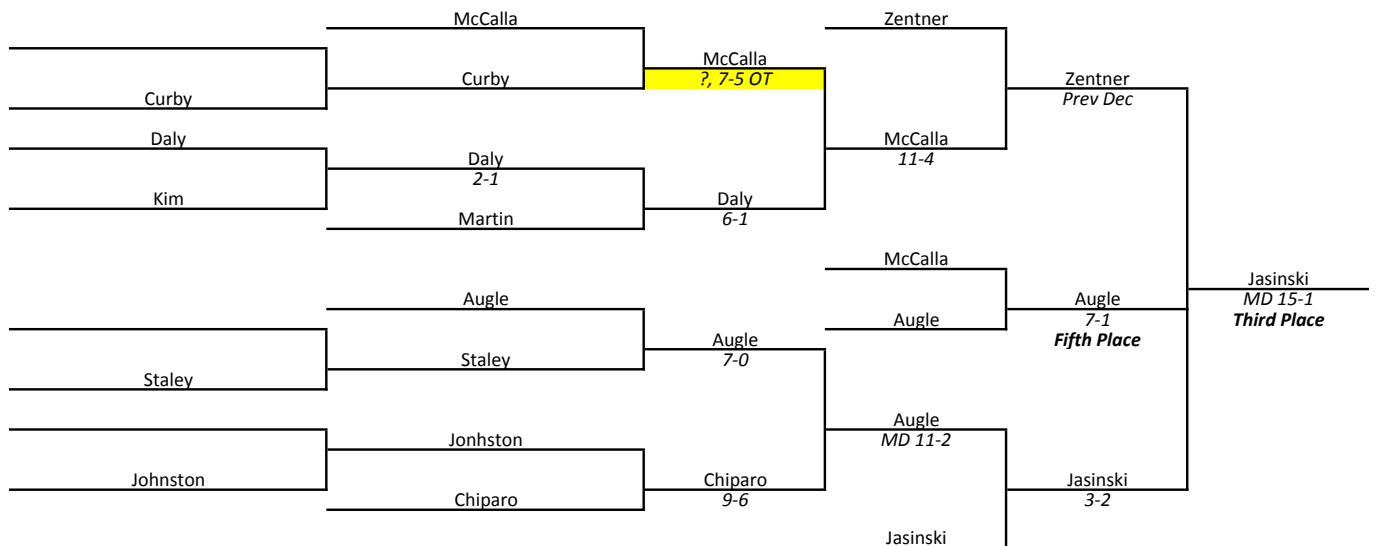 McCalla
Zentner
McCalla
?, 7-5 OT
Curby
Zentner
Prev Dec
Curby
Daly
McCalla
11-4
Daly
2-1
Kim
Daly
6-1
Martin
McCalla
Jasinski
MD 15-1
Third Place
Augle
Augle
7-1
Fifth Place
Augle
Augle
7-0
Staley
Staley
Augle
MD 11-2
Jonhston
Johnston
Chiparo
9-6
Jasinski
3-2
Chiparo
Jasinski